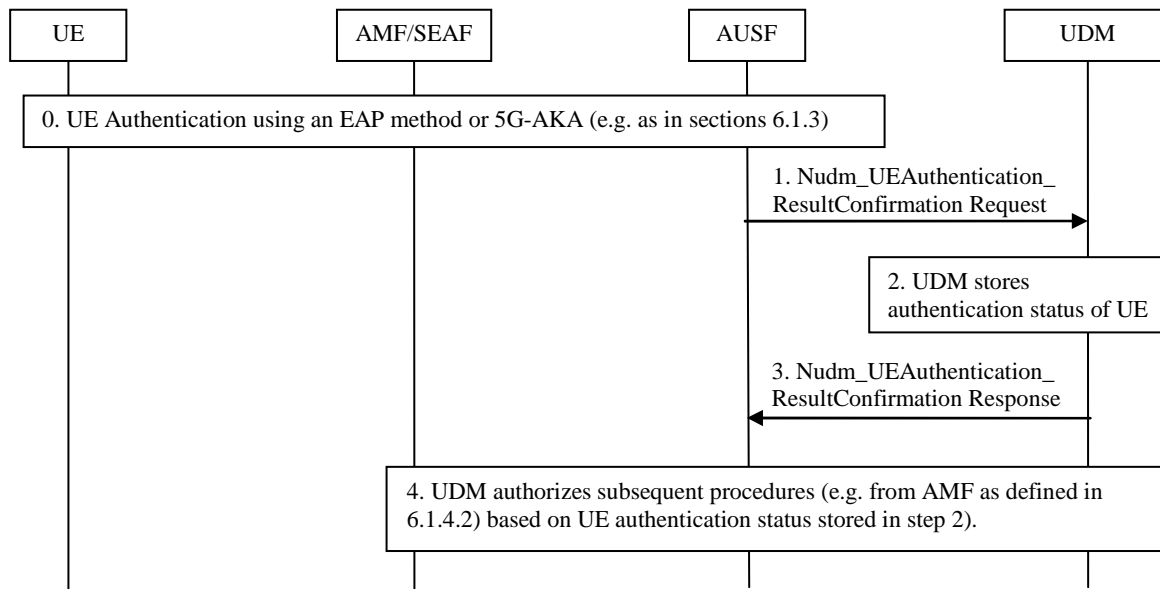 UE
AMF/SEAF
AUSF
UDM
0. UE Authentication using an EAP method or 5G-AKA (e.g. as in sections 6.1.3)
1. Nudm_UEAuthentication_
ResultConfirmation Request
2. UDM stores
authentication status of UE
3. Nudm_UEAuthentication_
ResultConfirmation Response
4. UDM authorizes subsequent procedures (e.g. from AMF as defined in
6.1.4.2) based on UE authentication status stored in step 2).